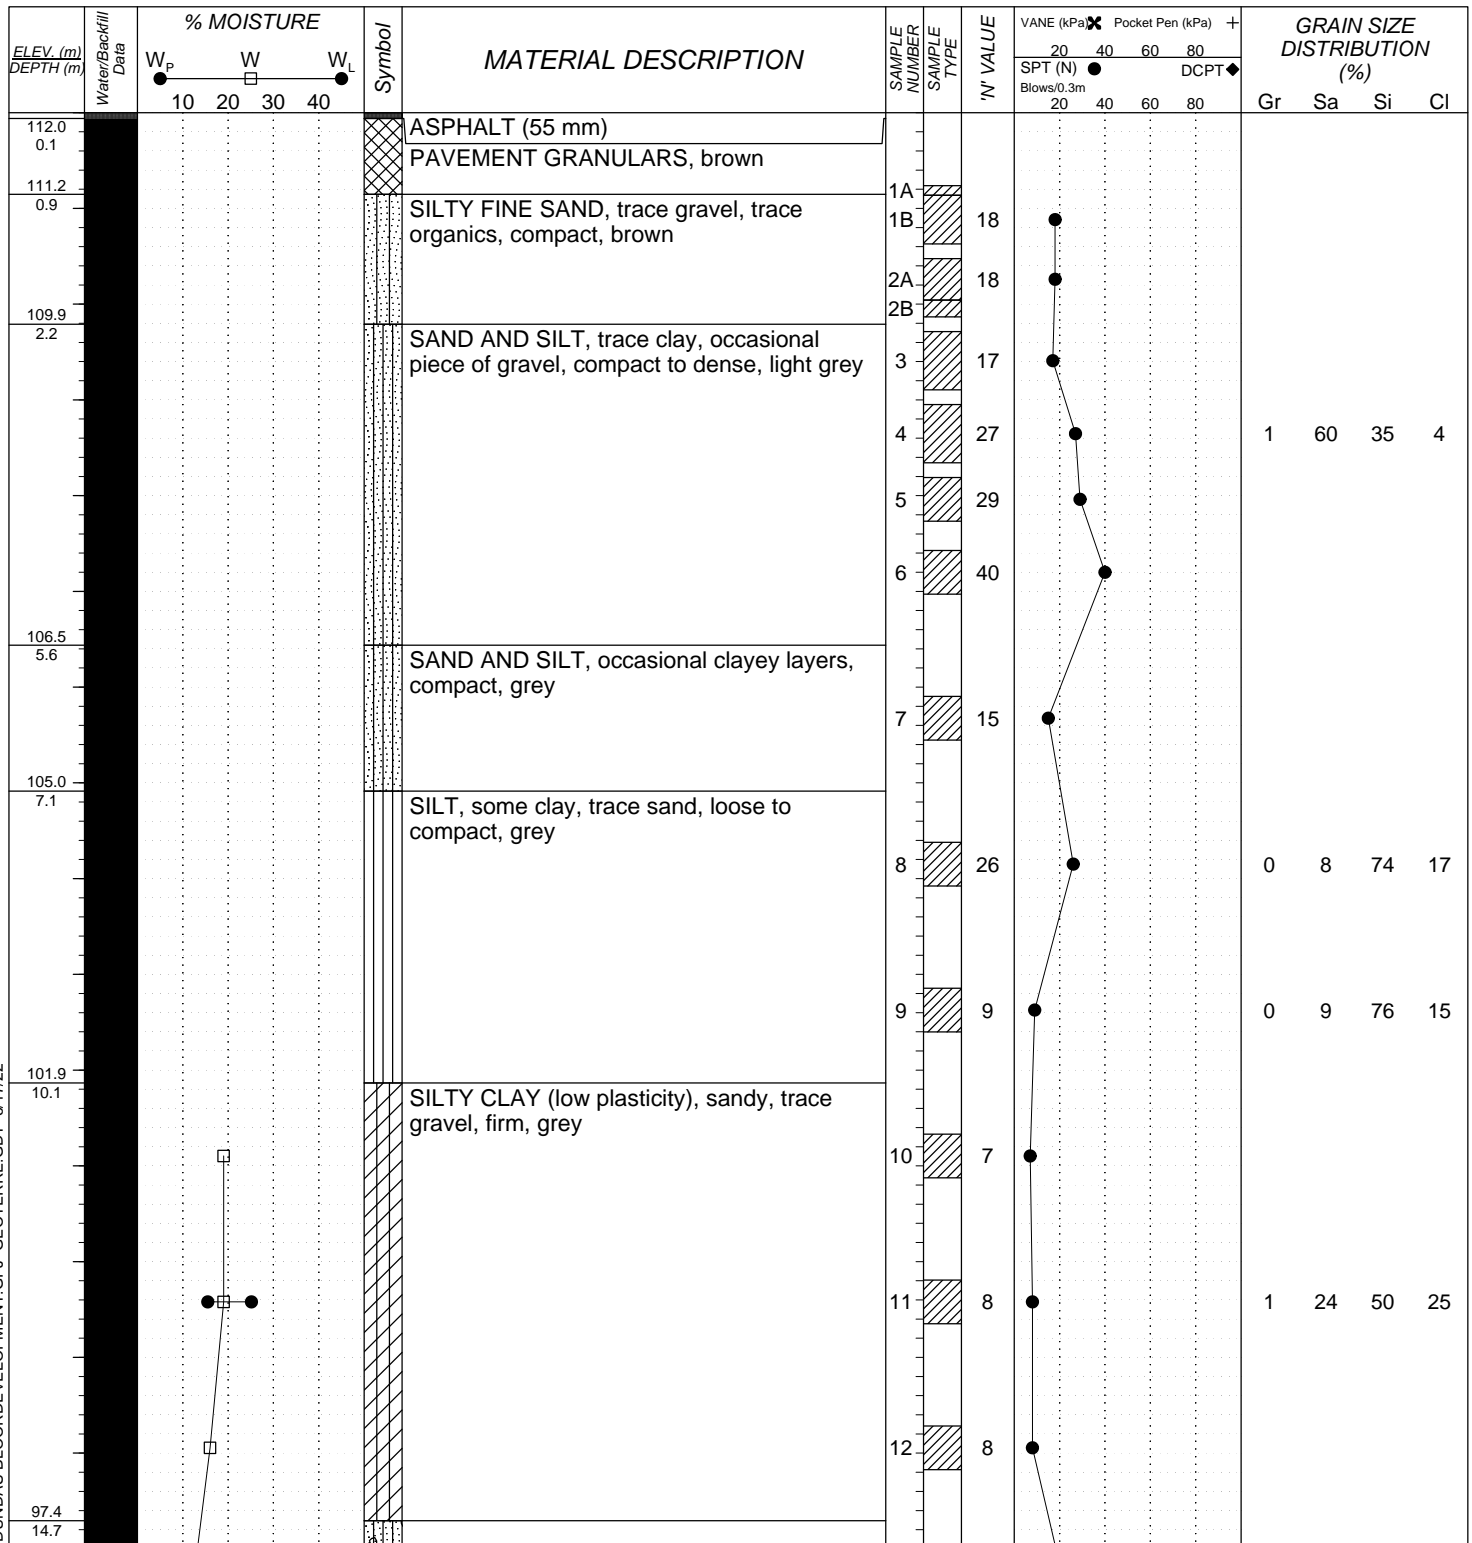 ELEV. (m)
DEPTH (m)
Water/Backfill
Data
% MOISTURE
WP W WL
10 20 30 40
Symbol
MATERIAL DESCRIPTION
SAMPLE
NUMBER
SAMPLE
TYPE
'N' VALUE
VANE (kPa) Pocket Pen (kPa)
20 40 60 80
SPT (N) DCPT
Blows/0.3m
20 40 60 80
GRAIN SIZE
DISTRIBUTION
(%)
Gr Sa Si Cl
112.0
0.1
ASPHALT (55 mm)
PAVEMENT GRANULARS, brown
111.2
0.9
1A
SILTY FINE SAND, trace gravel, trace
organics, compact, brown
1B 18
2A 18
2B
109.9
2.2
SAND AND SILT, trace clay, occasional
piece of gravel, compact to dense, light grey
3 17
4 27 1 60 35 4
5 29
6 40
106.5
5.6
SAND AND SILT, occasional clayey layers,
compact, grey
7 15
105.0
7.1
SILT, some clay, trace sand, loose to
compact, grey
8 26 0 8 74 17
9 9 0 9 76 15
101.9
10.1
SILTY CLAY (low plasticity), sandy, trace
gravel, firm, grey
10 7
11 8 1 24 50 25
12 8
97.4
14.7